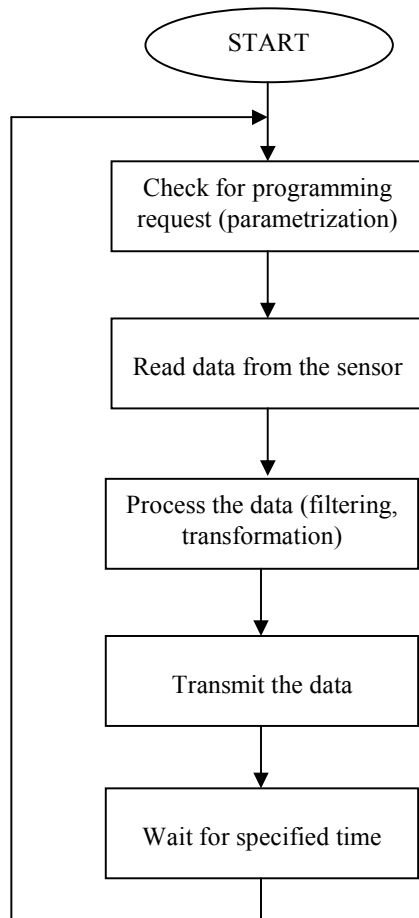 START
Check for programming
request (parametrization)
Read data from the sensor
Process the data (filtering,
transformation)
Transmit the data
Wait for specified time